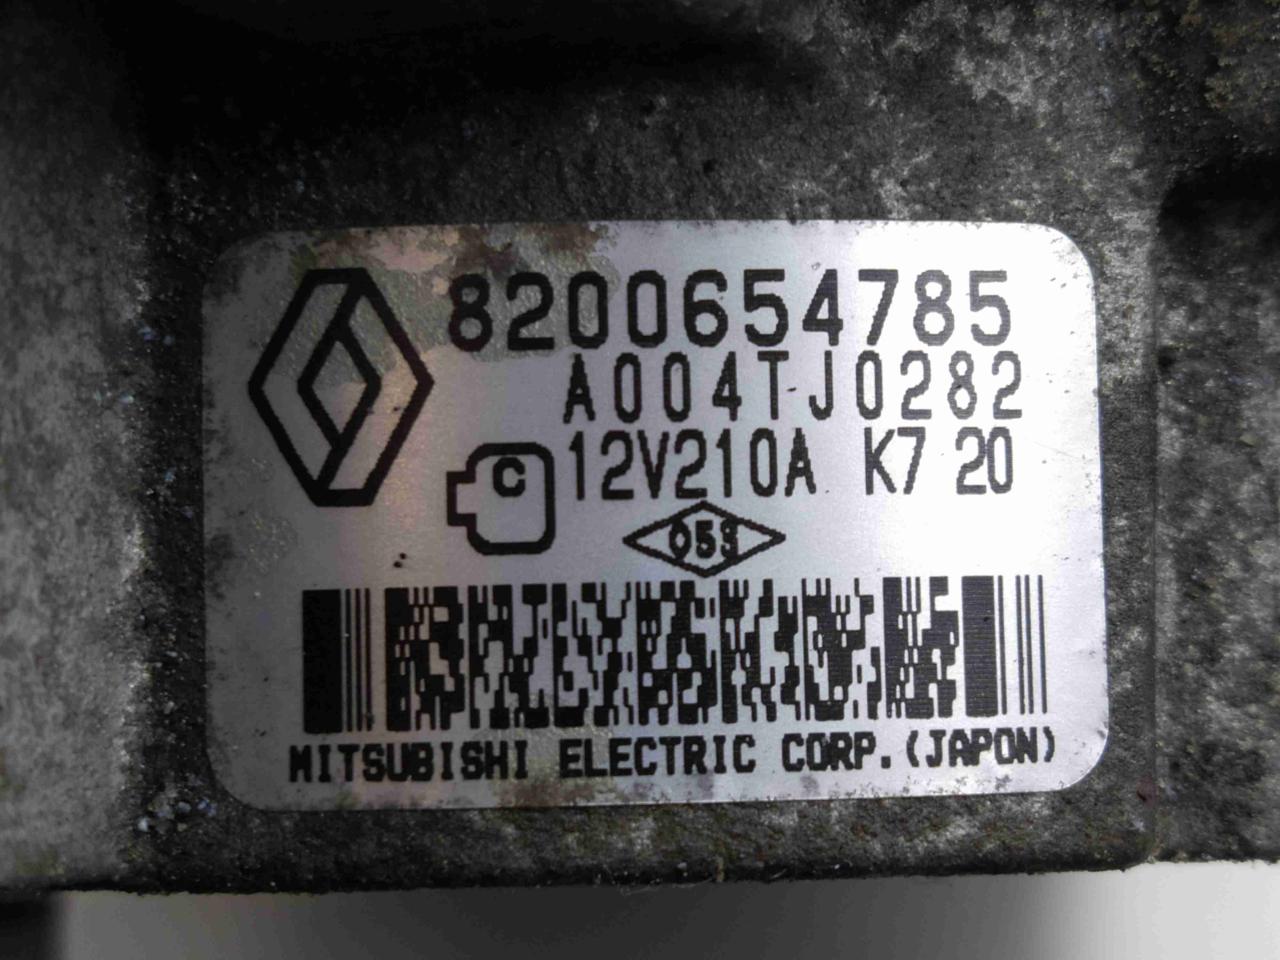 8200654785
A004TJ0282
C 12V210A K7 20
053
MITSUBISHI ELECTRIC CORP.(JAPON)